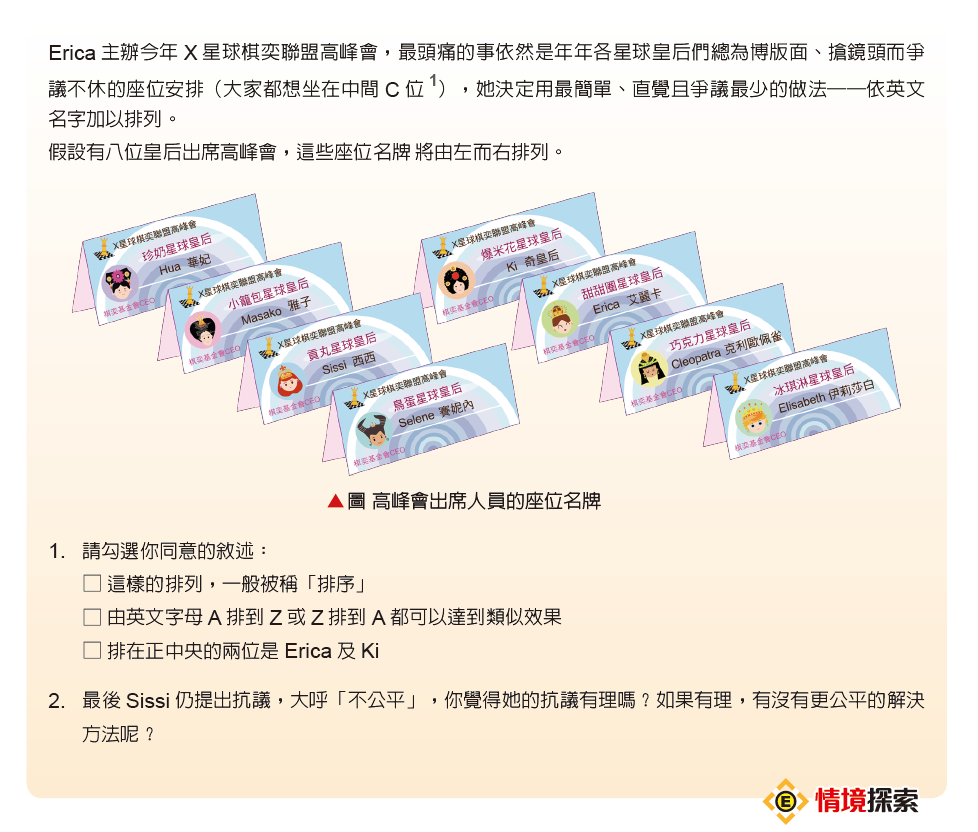 Erica 主辦今年 X 星球棋奕聯盟高峰會，最頭痛的事依然是年年各星球皇后們總為博版面、搶鏡頭而爭
議不休的座位安排（大家都想坐在中間 C 位 1），她決定用最簡單、直覺且爭議最少的做法——依英文
名字加以排列。
假設有八位皇后出席高峰會，這些座位名牌 將由左而右排列。
X星球棋奕聯盟高峰會
珍奶星球皇后
Hua 華妃
棋奕基金會CEO
X星球棋奕聯盟高峰會
小籠包星球皇后
Masako 雅子
棋奕基金會CEO
X星球棋奕聯盟高峰會
貢丸星球皇后
Sissi 西西
棋奕基金會CEO
X星球棋奕聯盟高峰會
鳥蛋星球皇后
Selene 賽妮內
棋奕基金會CEO
X星球棋奕聯盟高峰會
爆米花星球皇后
Ki 奇皇后
棋奕基金會CEO
X星球棋奕聯盟高峰會
甜甜圈星球皇后
Erica 艾麗卡
棋奕基金會CEO
X星球棋奕聯盟高峰會
巧克力星球皇后
Cleopatra 克利歐佩雀
棋奕基金會CEO
X星球棋奕聯盟高峰會
冰琪淋星球皇后
Elisabeth 伊莉莎白
棋奕基金會CEO
▲圖 高峰會出席人員的座位名牌
1. 請勾選你同意的敘述：
□ 這樣的排列，一般被稱「排序」
□ 由英文字母 A 排到 Z 或 Z 排到 A 都可以達到類似效果
□ 排在正中央的兩位是 Erica 及 Ki
2. 最後 Sissi 仍提出抗議，大呼「不公平」，你覺得她的抗議有理嗎？如果有理，有沒有更公平的解決
方法呢？
E 情境探索